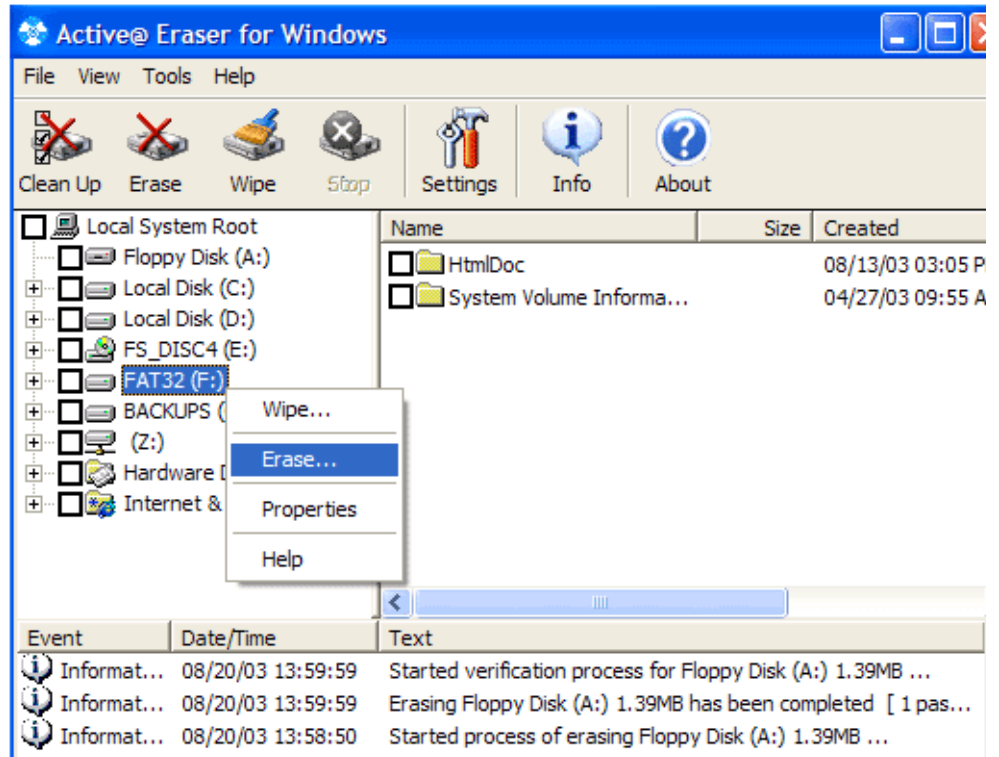 Active@ Eraser for Windows
File View Tools Help
Clean Up Erase Wipe Stop Settings Info About
Local System Root
Floppy Disk (A:)
Local Disk (C:)
Local Disk (D:)
FS_DISC4 (E:)
FAT32 (F:)
BACKUPS (
(Z:)
Hardware
Internet &
Wipe...
Erase...
Properties
Help
Name Size Created
HtmlDoc 08/13/03 03:05 P
System Volume Informa... 04/27/03 09:55 A
Event Date/Time Text
Informat... 08/20/03 13:59:59 Started verification process for Floppy Disk (A:) 1.39MB ...
Informat... 08/20/03 13:59:59 Erasing Floppy Disk (A:) 1.39MB has been completed [ 1 pas...
Informat... 08/20/03 13:58:50 Started process of erasing Floppy Disk (A:) 1.39MB ...